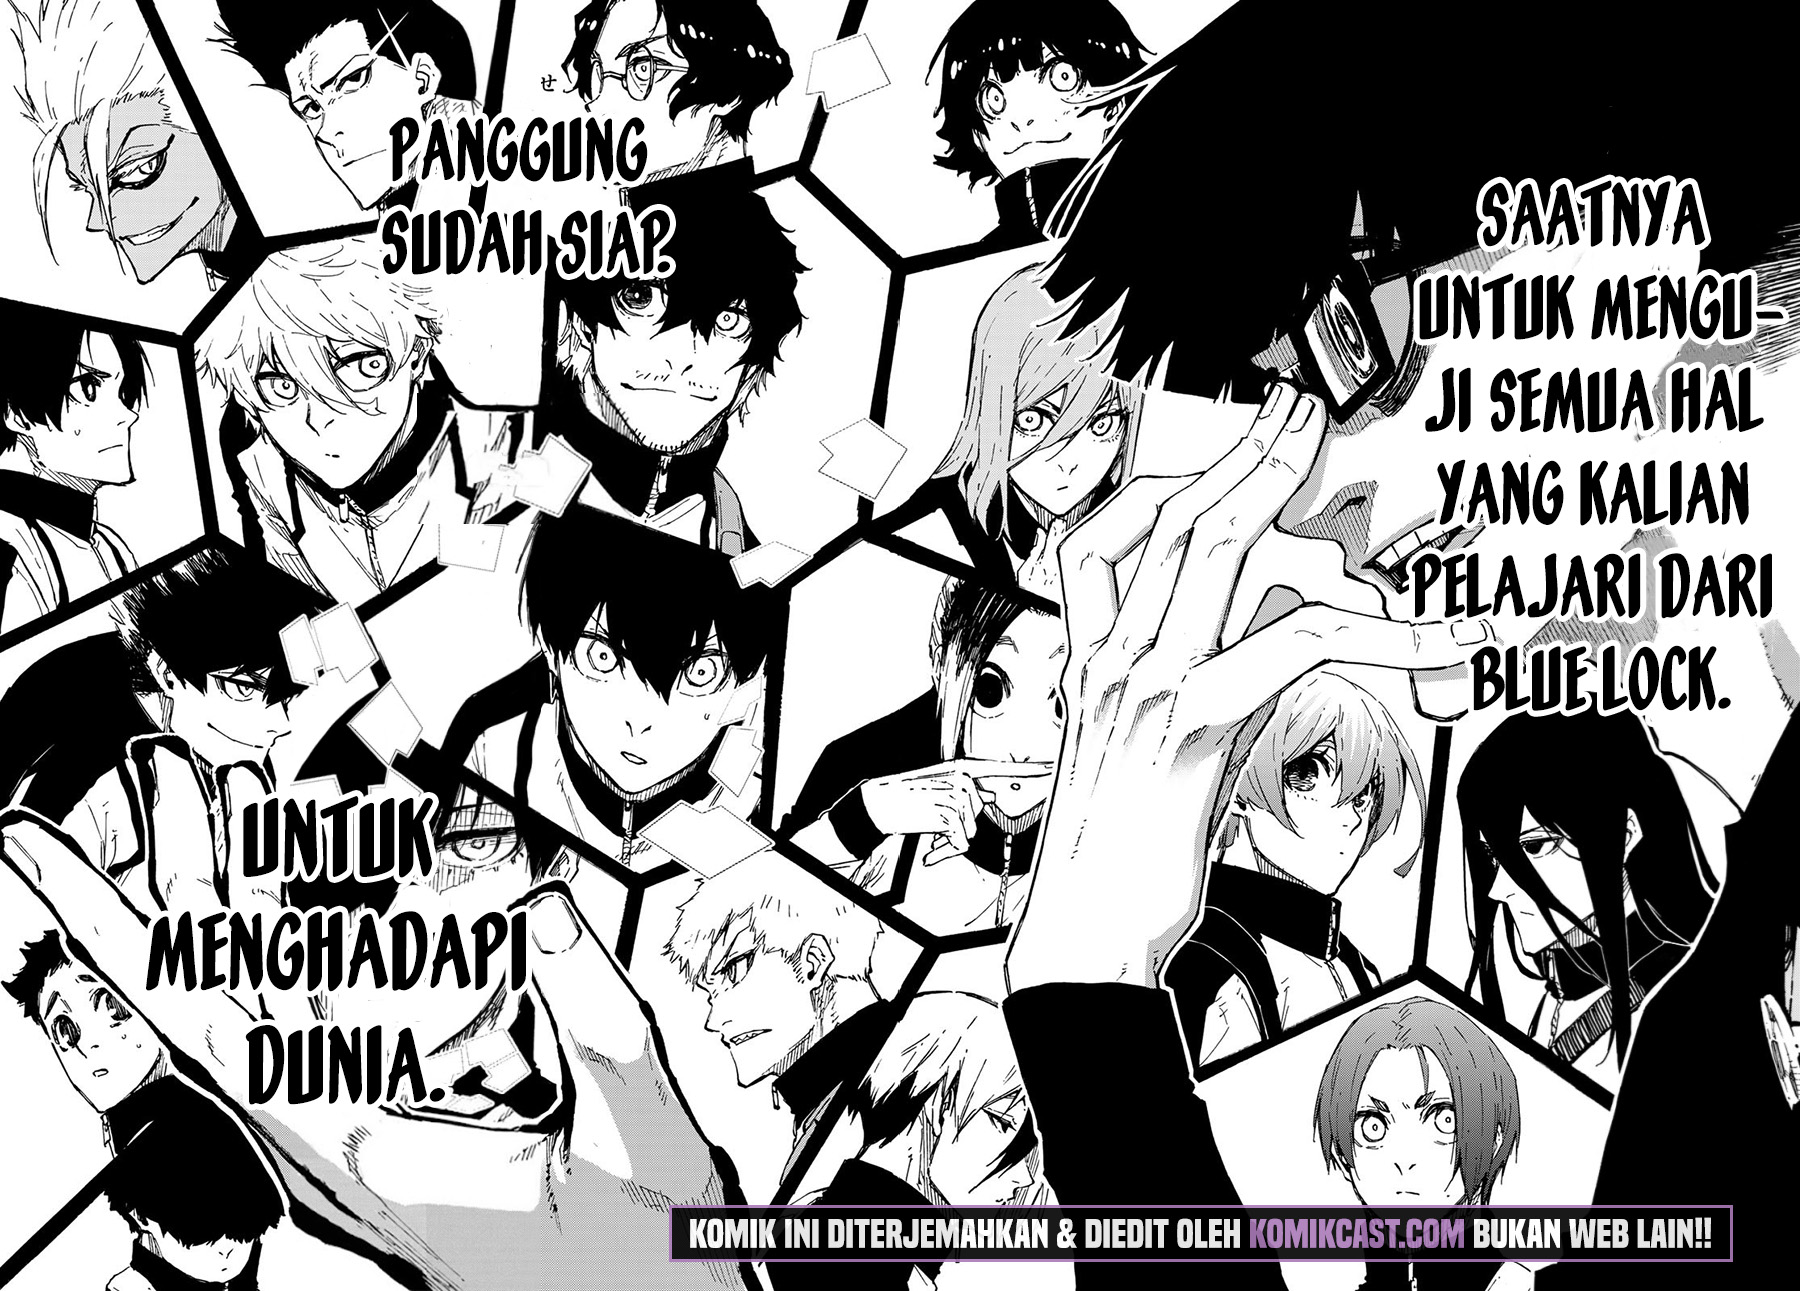 SAATNYA
UNTUK MENGU-
JI SEMUA HAL
YANG KALIAN
PELAJARI DARI
BLUE LOCK.
PANGGUNG
SUDAH SIAP.
せ
UNTUK
MENGHADAPI
DUNIA.
KOMIK INI DITERJEMAHKAN & DIEDIT OLEH KOMIKCAST.COM BUKAN WEB LAIN!!